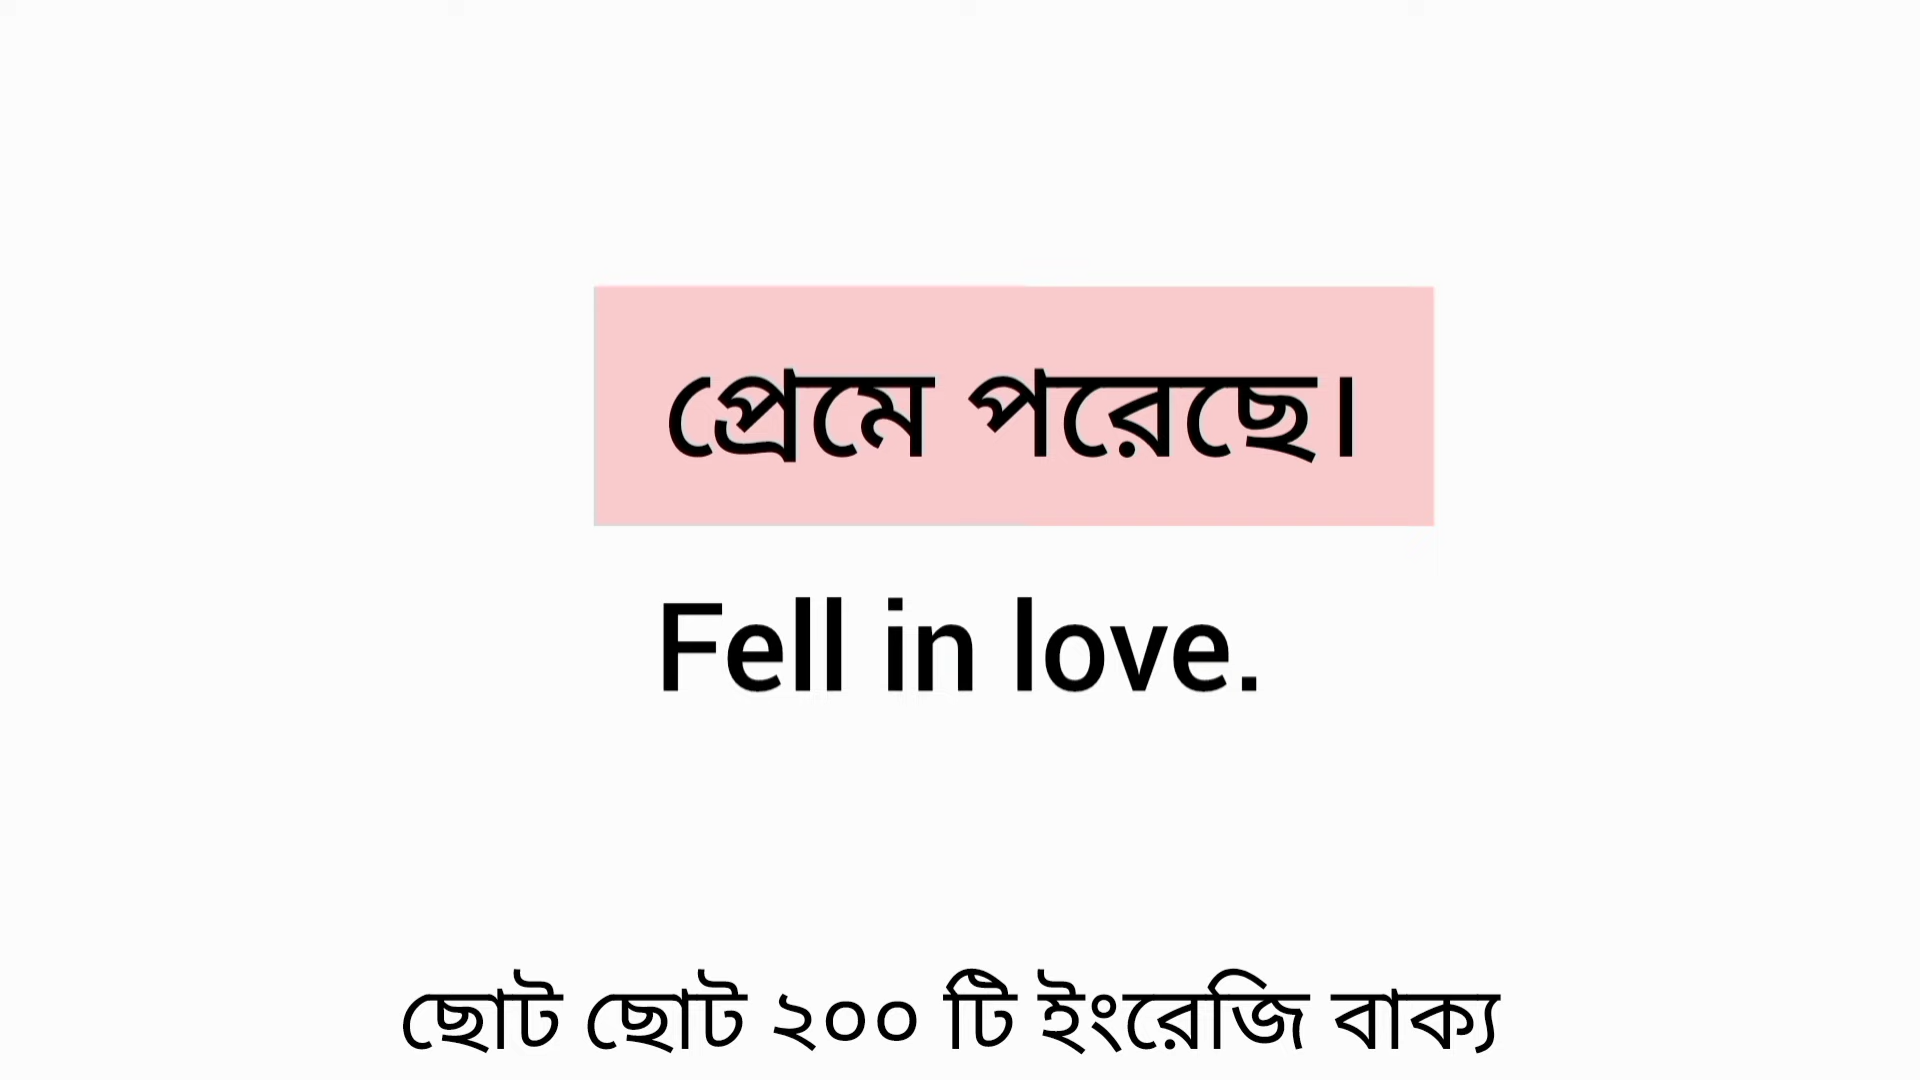 প্রেমে পরেছে।
Fell in love.
ছোট ছোট ২০০ টি ইংরেজি বাক্য